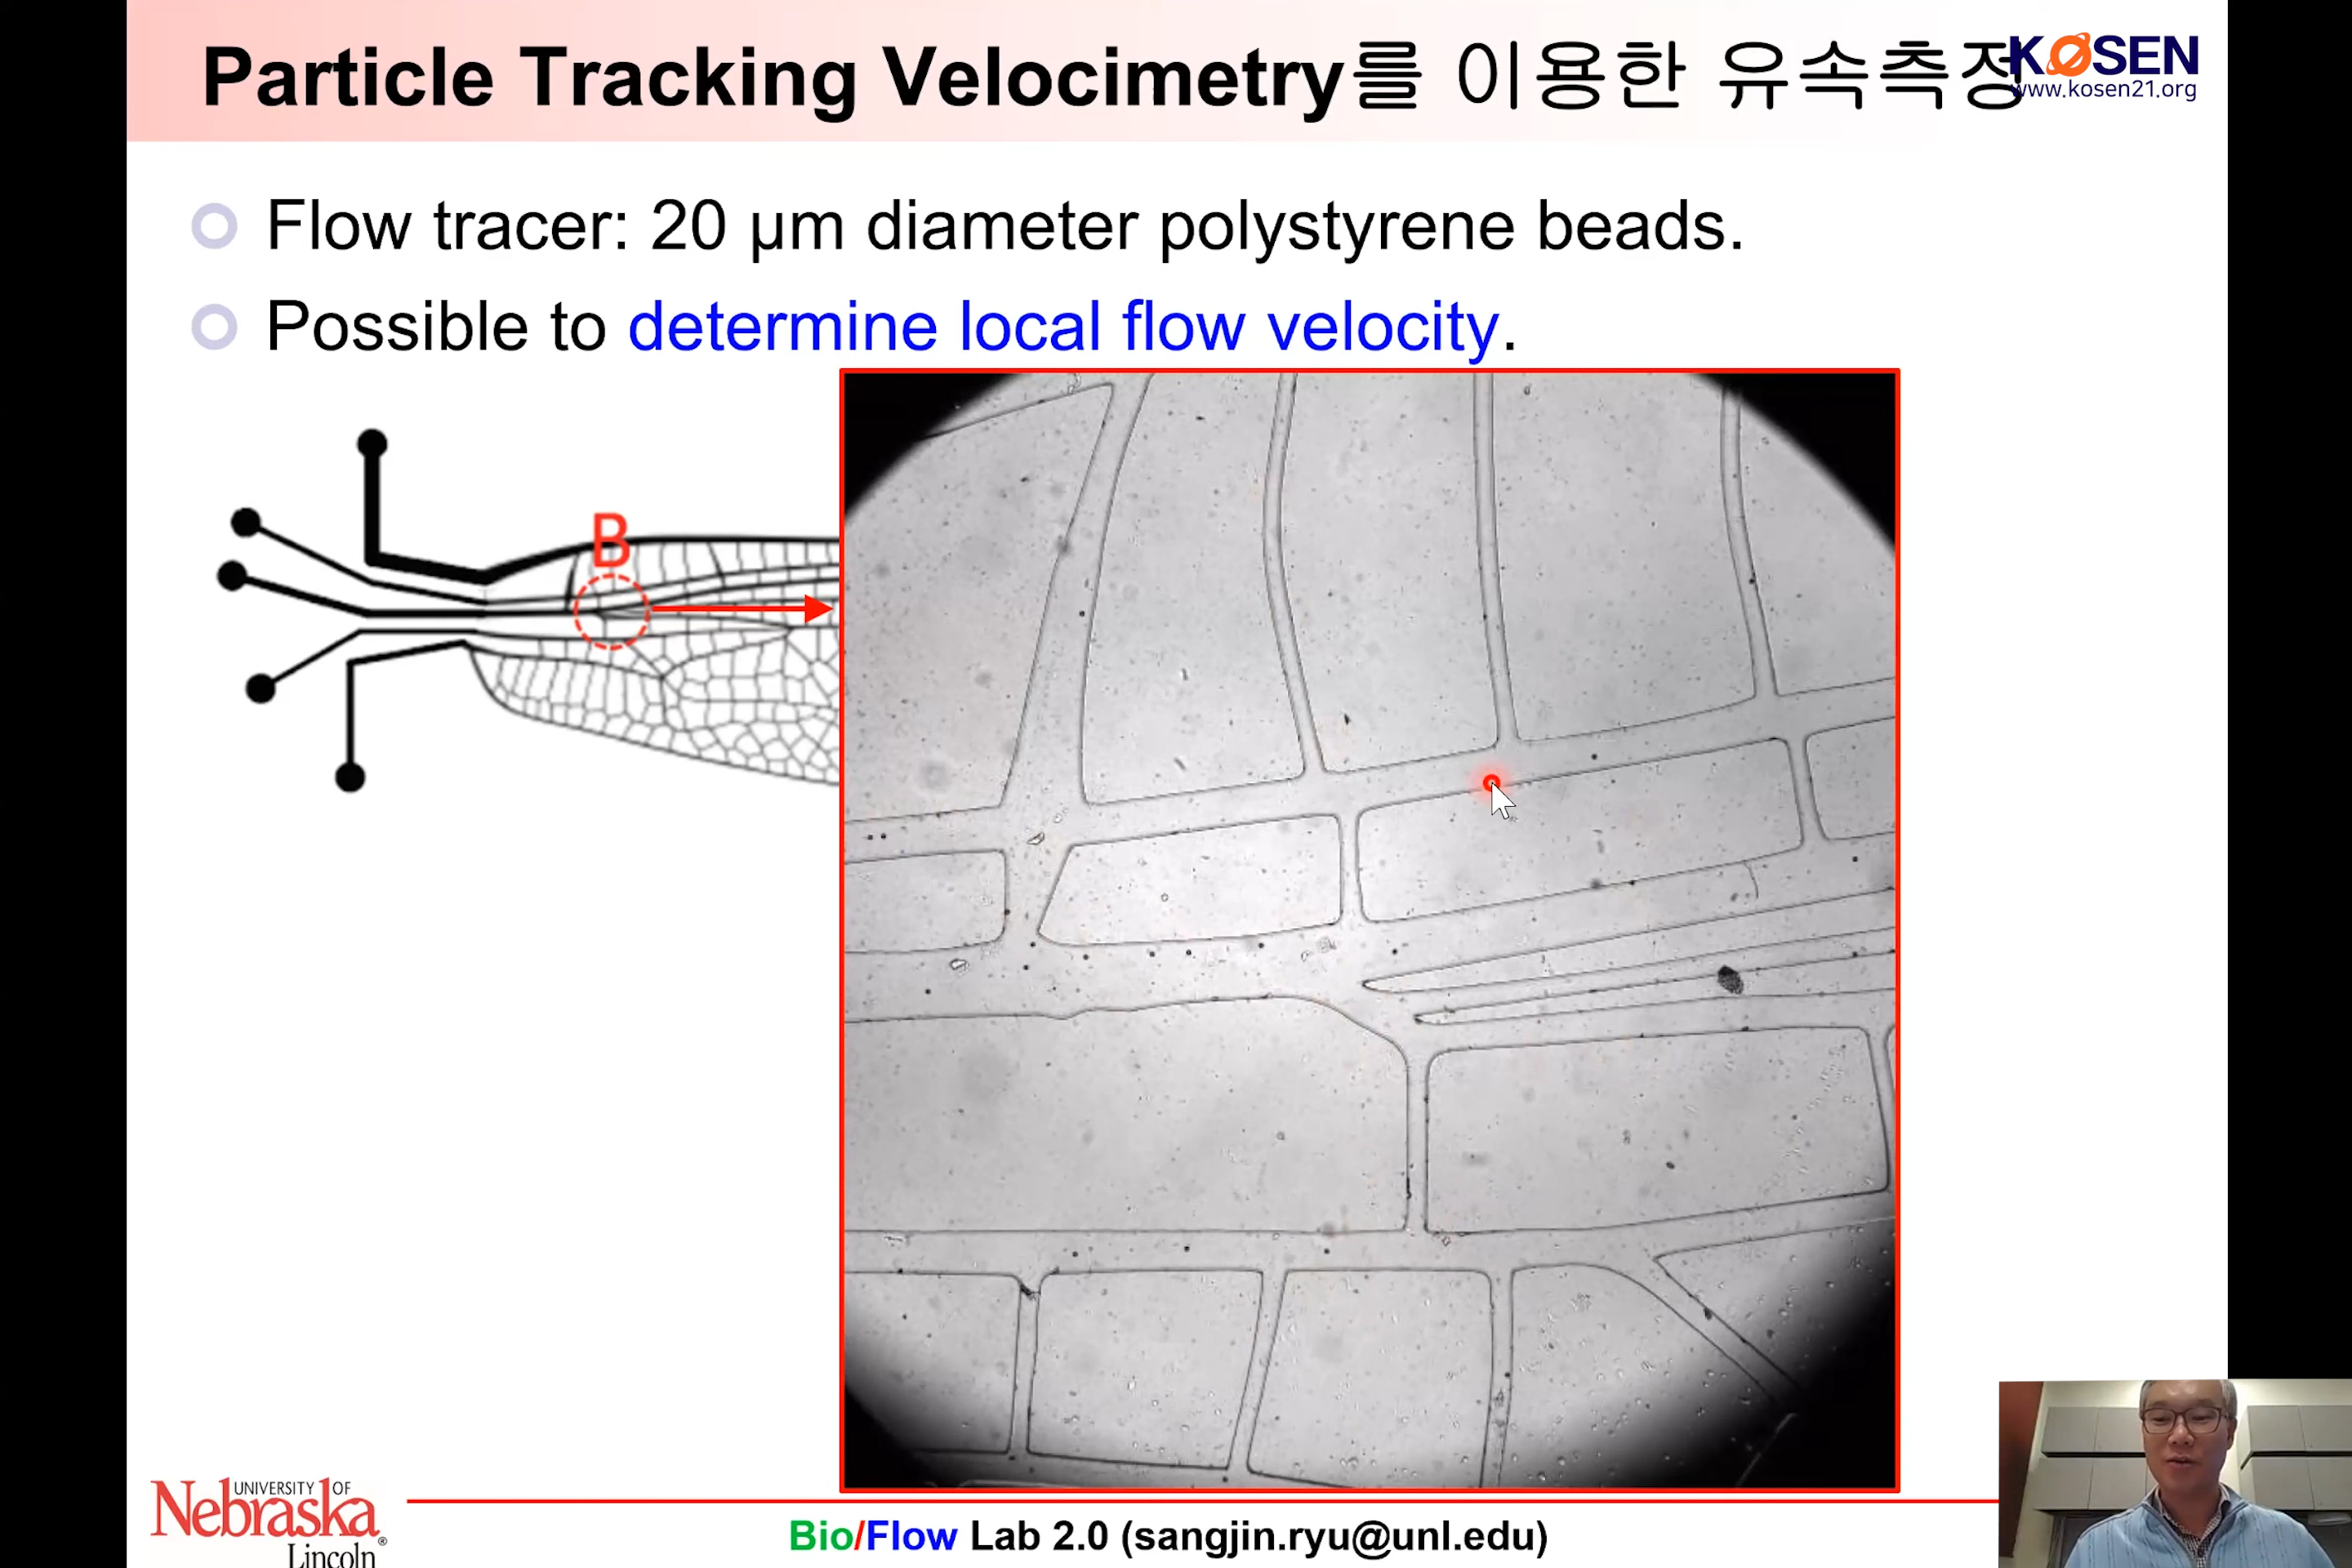 Particle Tracking Velocimetry를 이용한 유속측정
KOSEN
www.kosen21.org
Flow tracer: 20 μm diameter polystyrene beads.
Possible to determine local flow velocity.
B
UNIVERSITY OF
Nebraska®
Lincoln
Bio/Flow Lab 2.0 (sangjin.ryu@unl.edu)